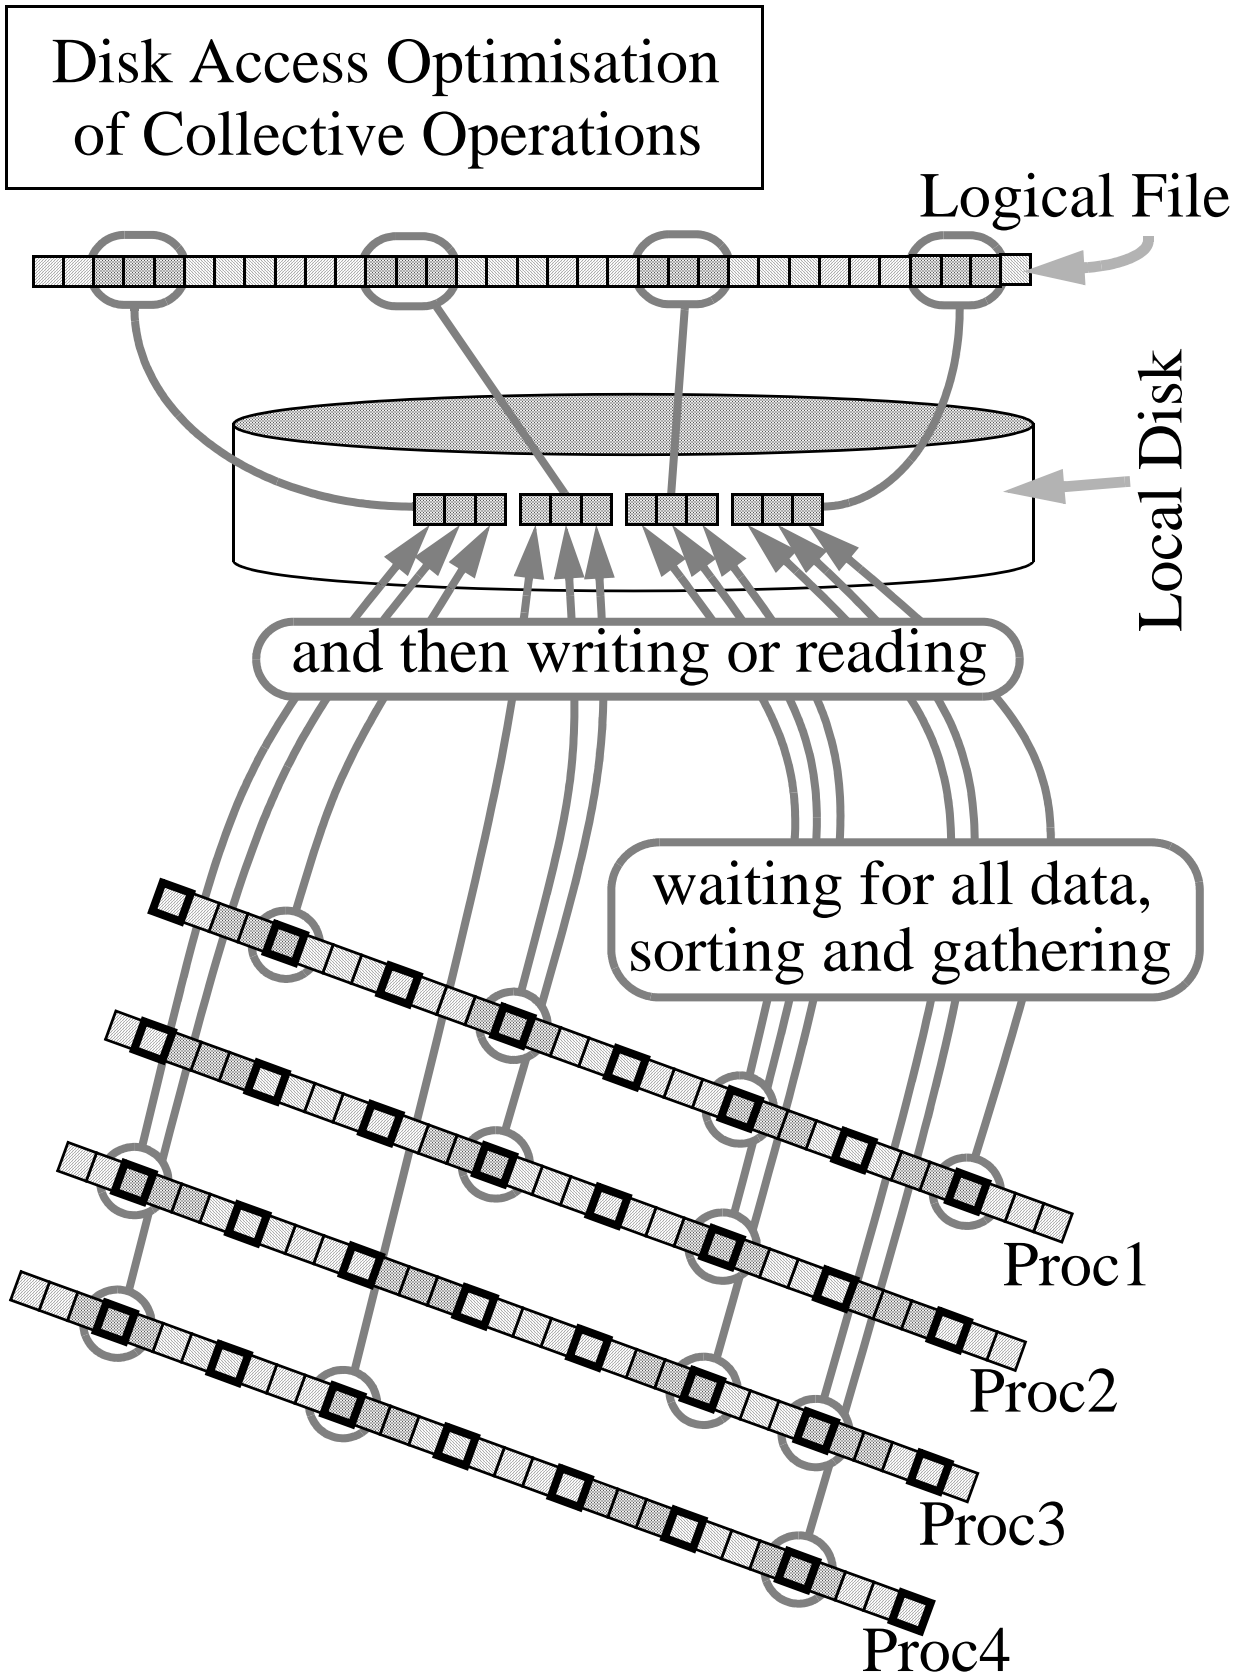 Disk Access Optimisation
of Collective Operations
Logical File
Local Disk
and then writing or reading
waiting for all data,
sorting and gathering
Proc1
Proc2
Proc3
Proc4